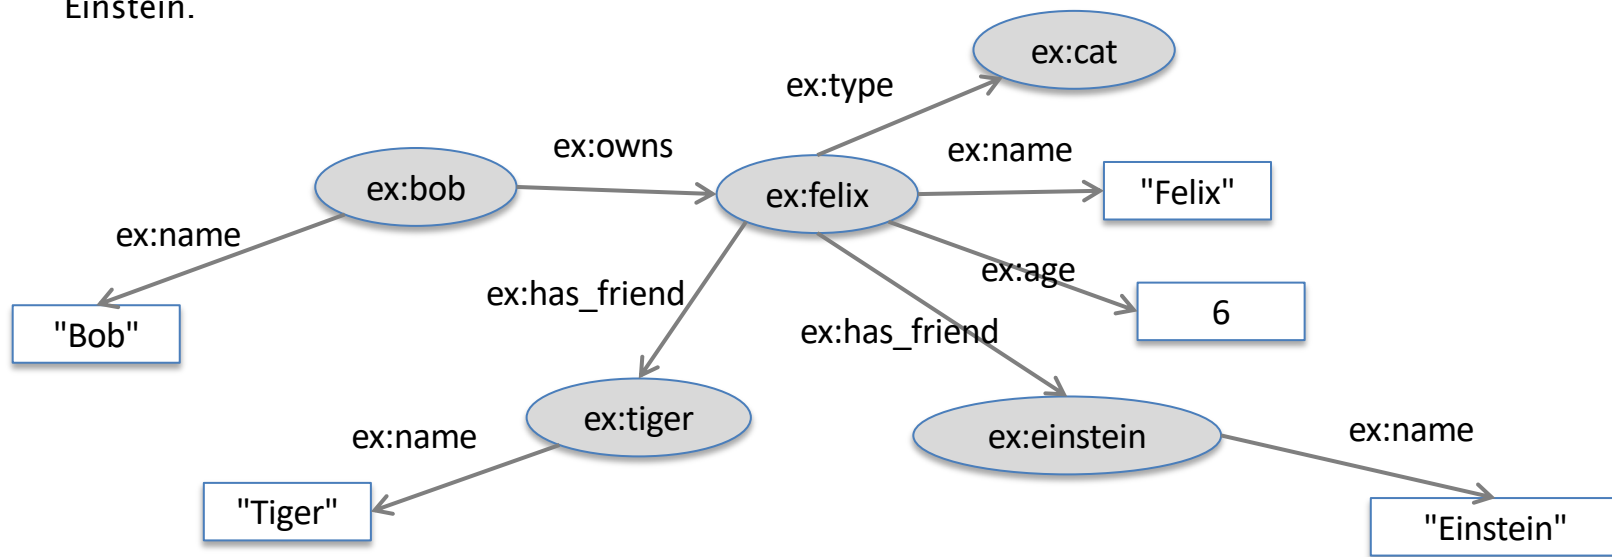 Einstein.
ex:cat
ex:type
ex:owns
ex:name
ex:bob
ex:felix
"Felix"
ex:name
ex:age
ex:has_friend
6
"Bob"
ex:has_friend
ex:tiger
ex:name
ex:einstein
ex:name
"Tiger"
"Einstein"